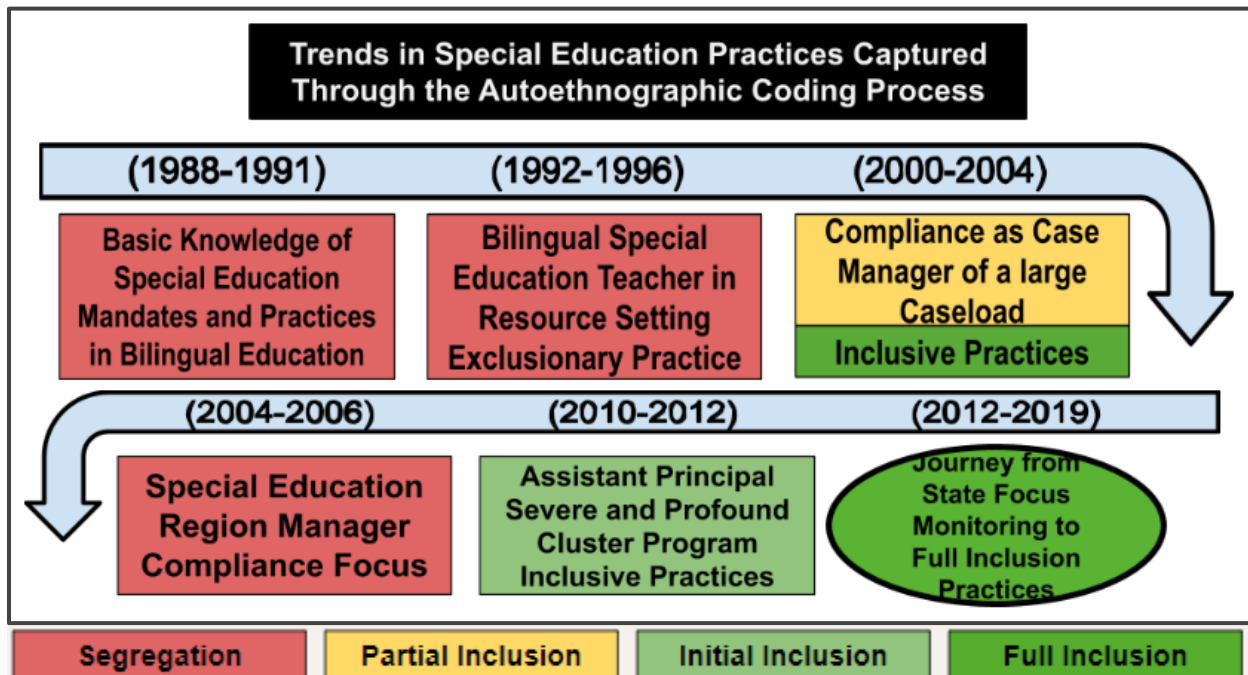 Trends in Special Education Practices Captured
Through the Autoethnographic Coding Process
(1988-1991)
(1992-1996)
(2000-2004)
Basic Knowledge of
Special Education
Mandates and Practices
in Bilingual Education
Bilingual Special
Education Teacher in
Resource Setting
Exclusionary Practice
Compliance as Case
Manager of a large
Caseload
Inclusive Practices
(2004-2006)
(2010-2012)
(2012-2019)
Special Education
Region Manager
Compliance Focus
Assistant Principal
Severe and Profound
Cluster Program
Inclusive Practices
Journey from
State Focus
Monitoring to
Full Inclusion
Practices
Segregation
Partial Inclusion
Initial Inclusion
Full Inclusion